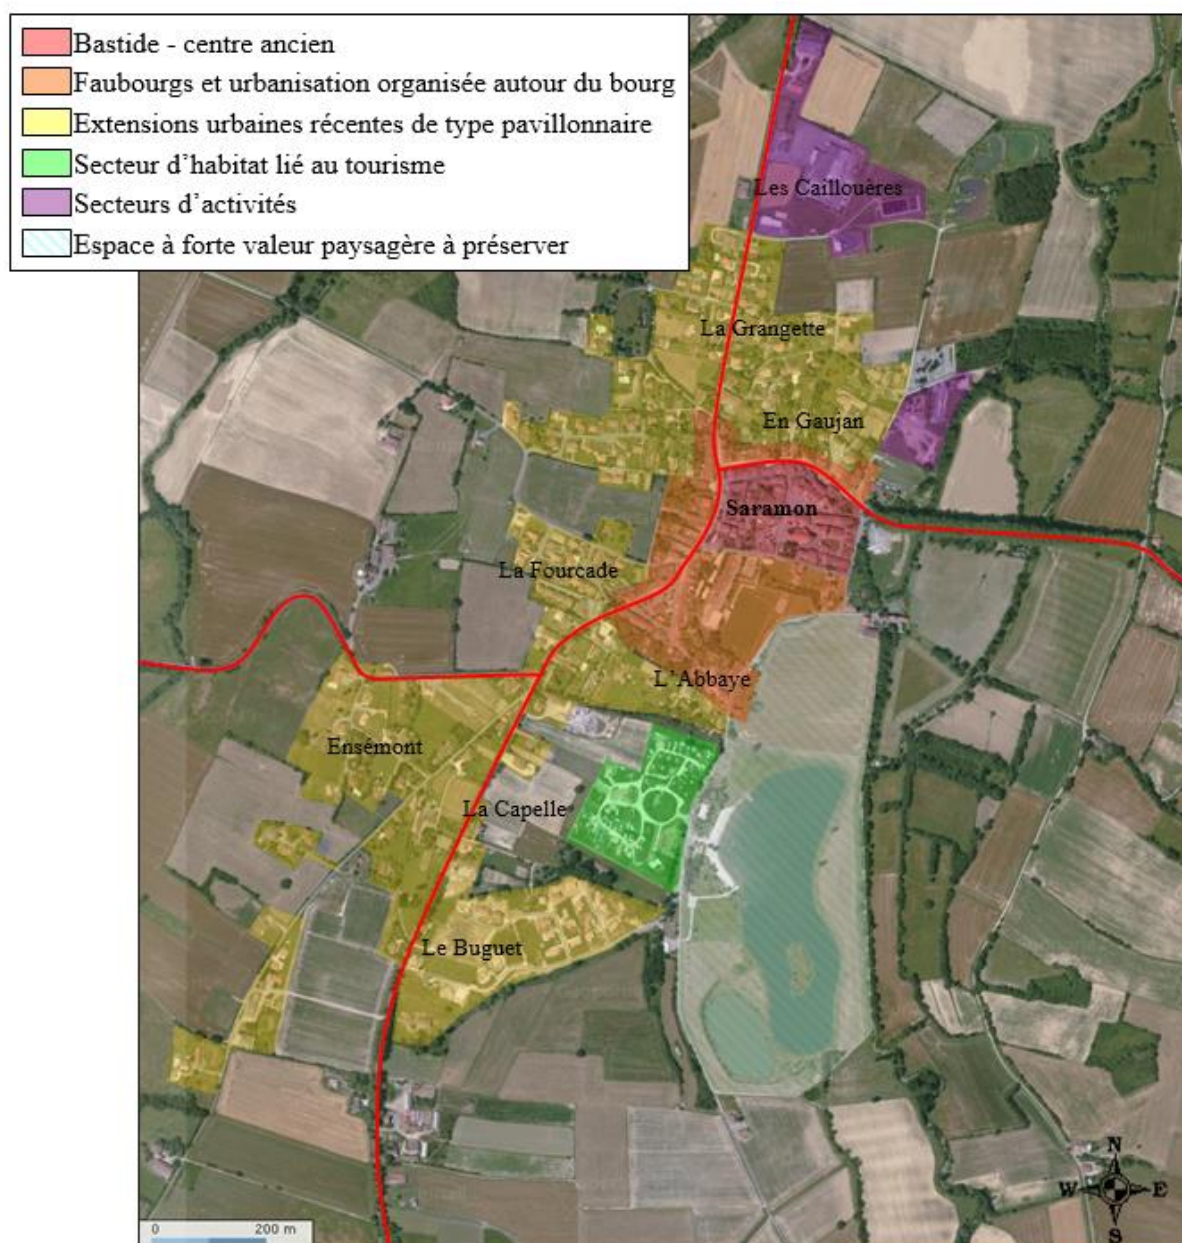 Bastide - centre ancien
Faubourgs et urbanisation organisée autour du bourg
Extensions urbaines récentes de type pavillonnaire
Secteur d'habitat lié au tourisme
Secteurs d'activités
Espace à forte valeur paysagère à préserver
Les Caillouères
La Grangette
En Gaujan
Saramon
La Fourcade
L'Abbaye
Ensémont
La Capelle
Le Buguet
N
W E
S
0 200 m